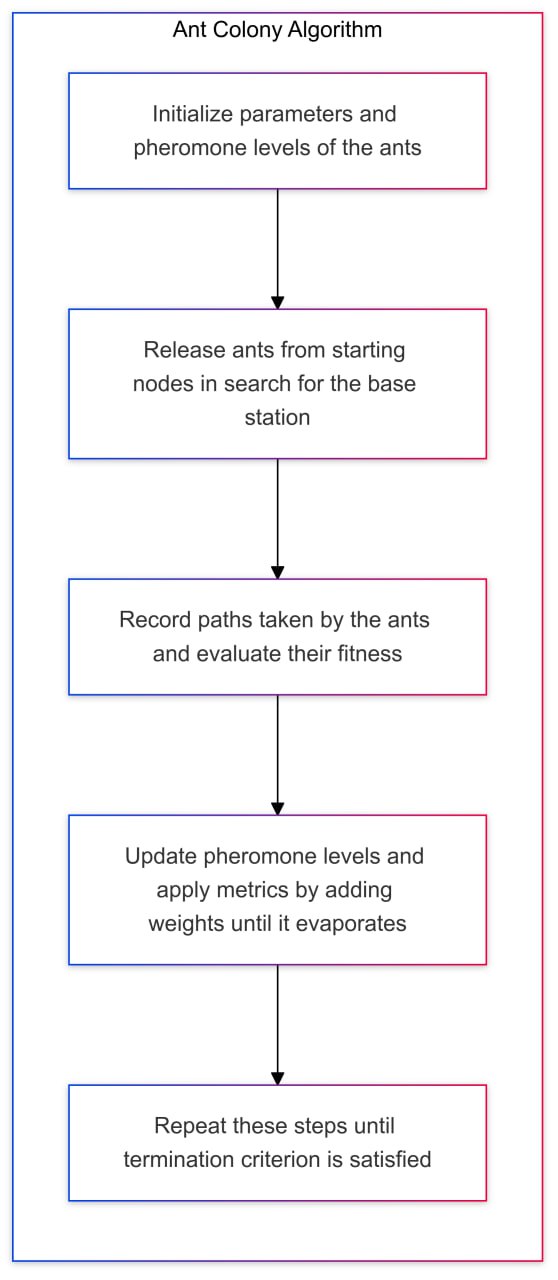 Ant Colony Algorithm
Initialize parameters and
pheromone levels of the ants
Release ants from starting
nodes in search for the base
station
Record paths taken by the ants
and evaluate their fitness
Update pheromone levels and
apply metrics by adding
weights until it evaporates
Repeat these steps until
termination criterion is satisfied